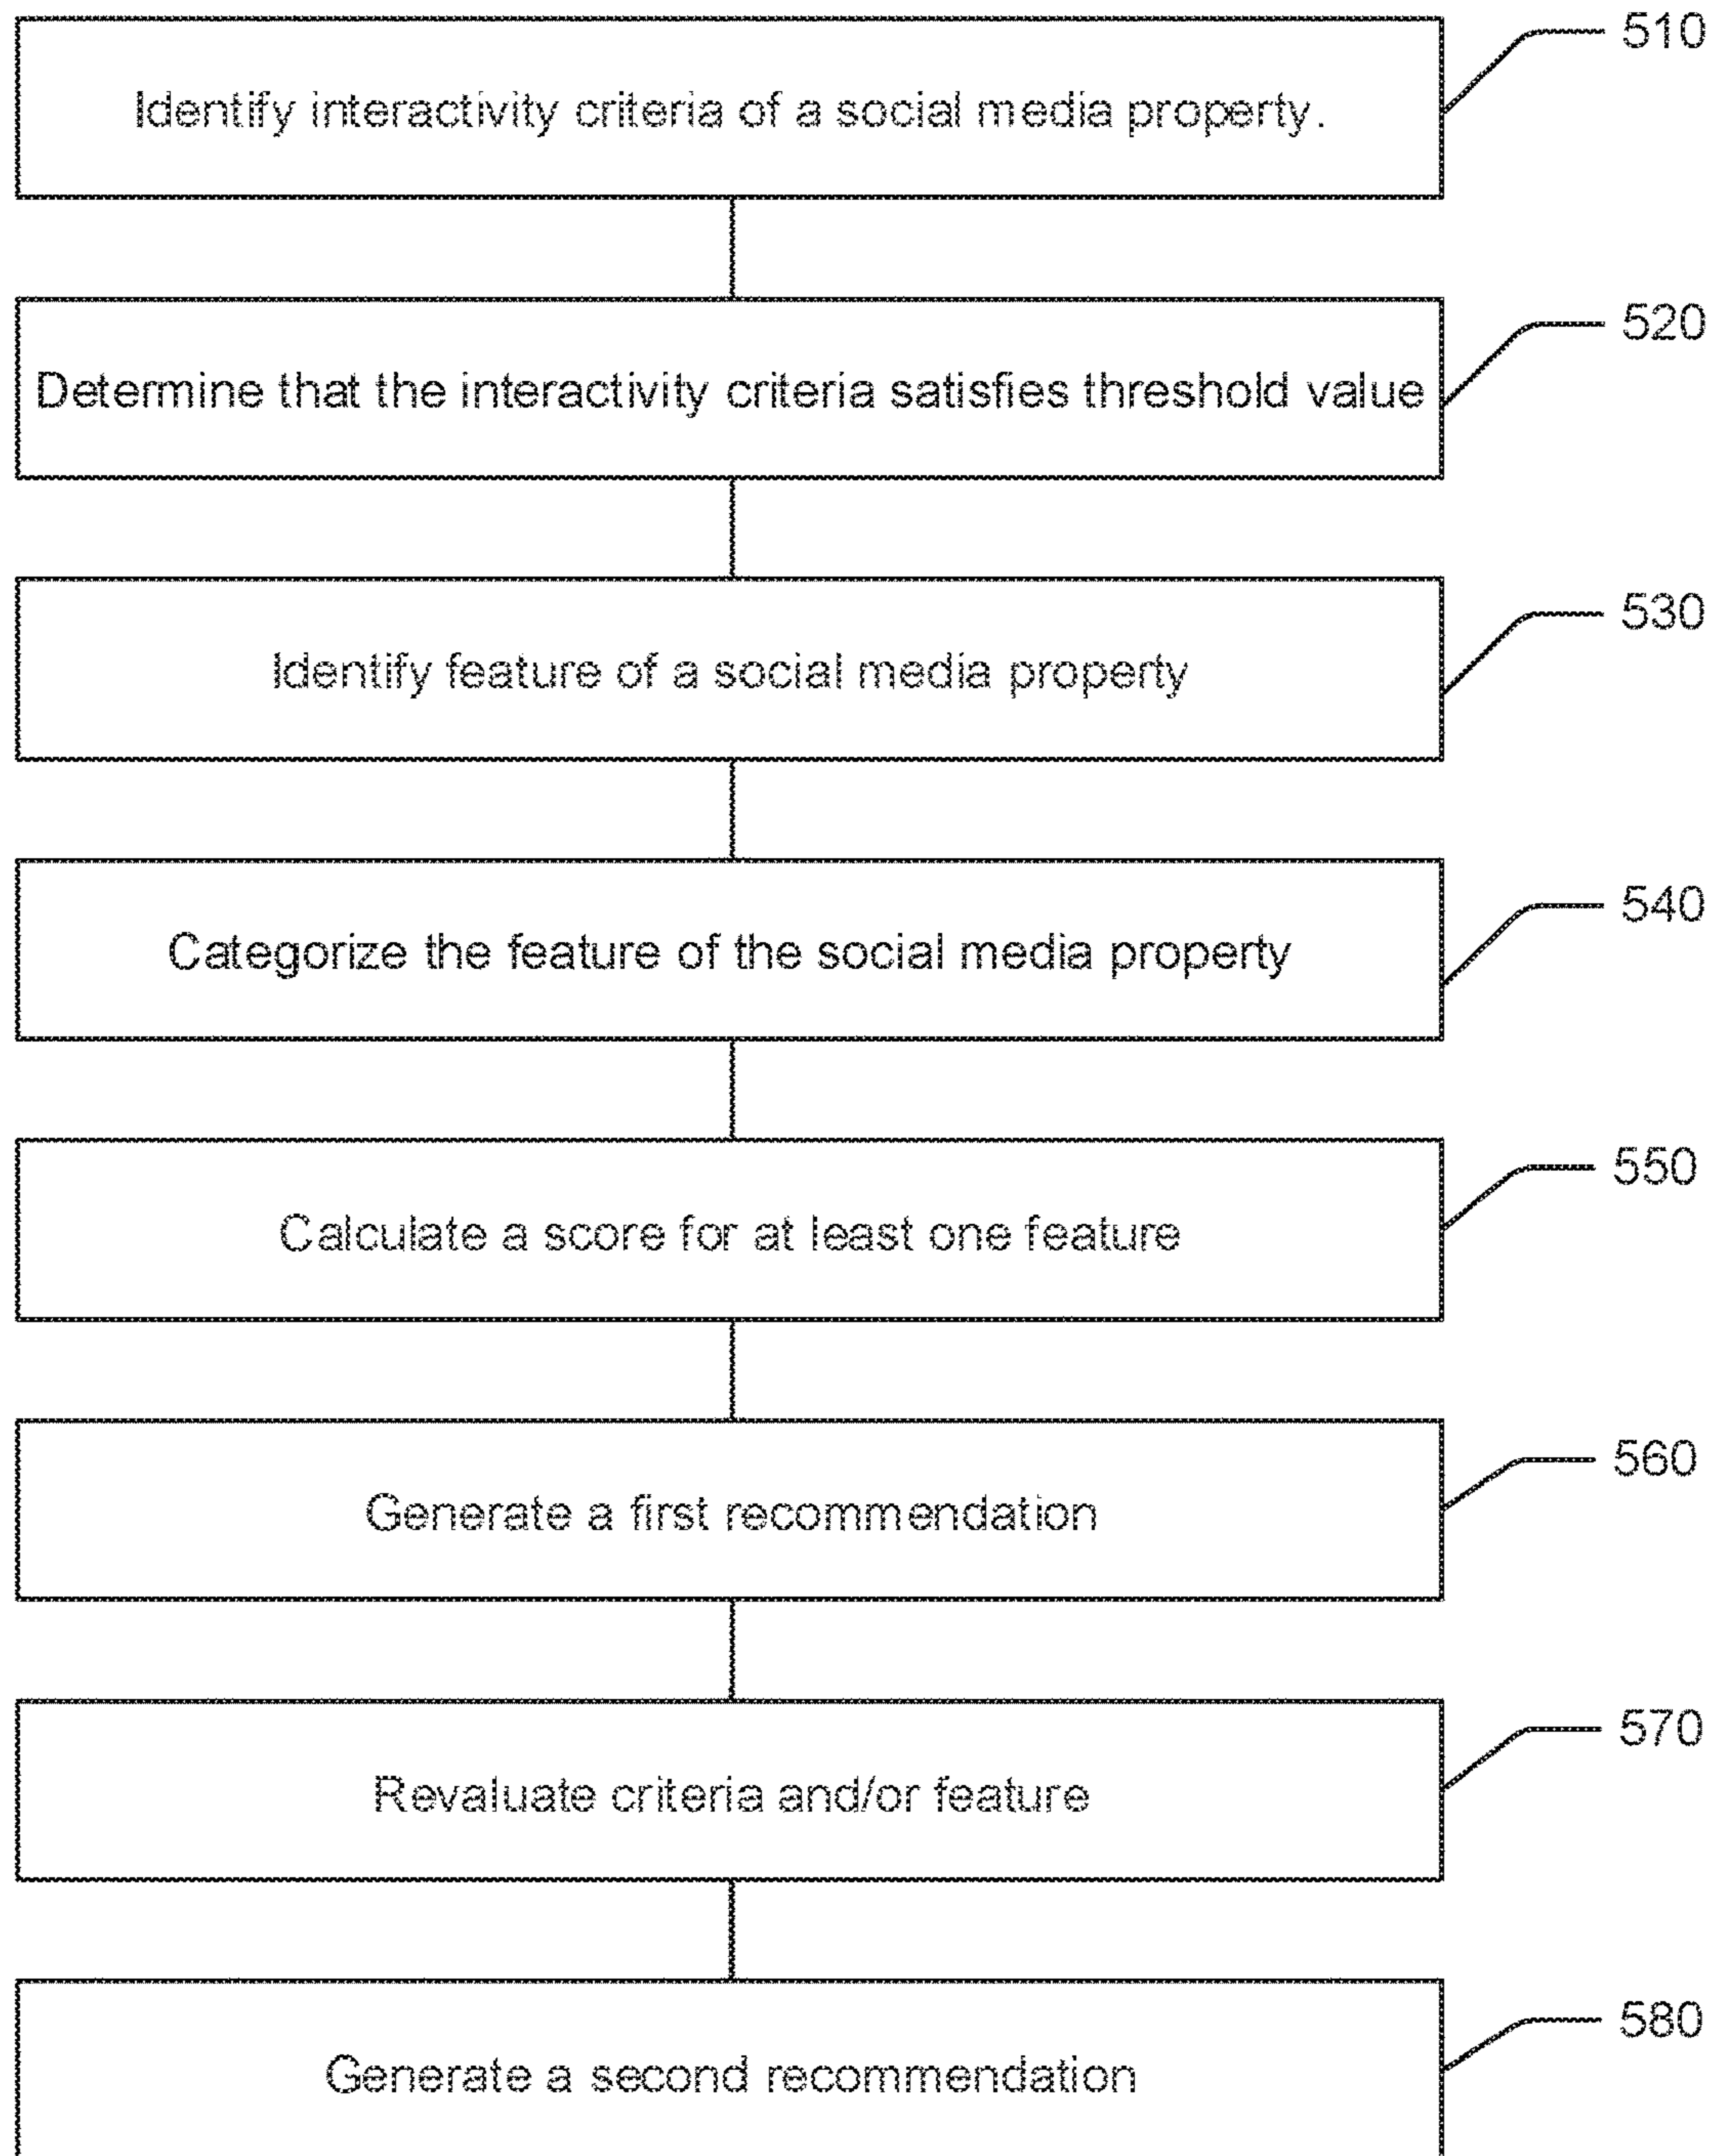 510
Identify interactivity criteria of a social media property.
520
Determine that the interactivity criteria satisfies threshold value
530
Identify feature of a social media property
540
Categorize the feature of the social media property
550
Calculate a score for at least one feature
560
Generate a first recommendation
570
Revaluate criteria and/or feature
580
Generate a second recommendation